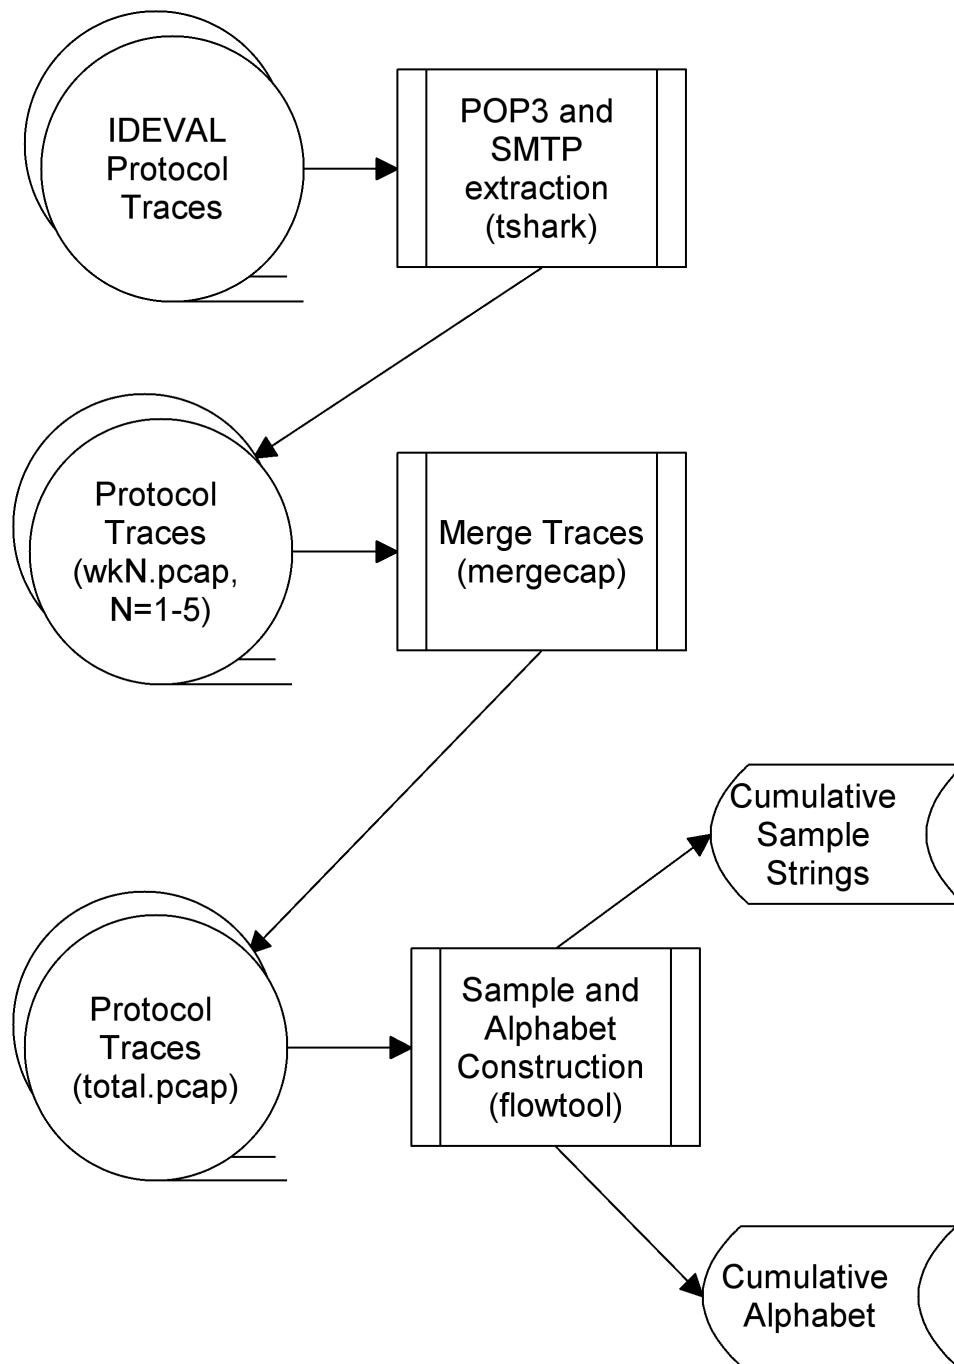 IDEVAL
Protocol
Traces
POP3 and
SMTP
extraction
(tshark)
Protocol
Traces
(wkN.pcap,
N=1-5)
Merge Traces
(mergecap)
Cumulative
Sample
Strings
Protocol
Traces
(total.pcap)
Sample and
Alphabet
Construction
(flowtool)
Cumulative
Alphabet